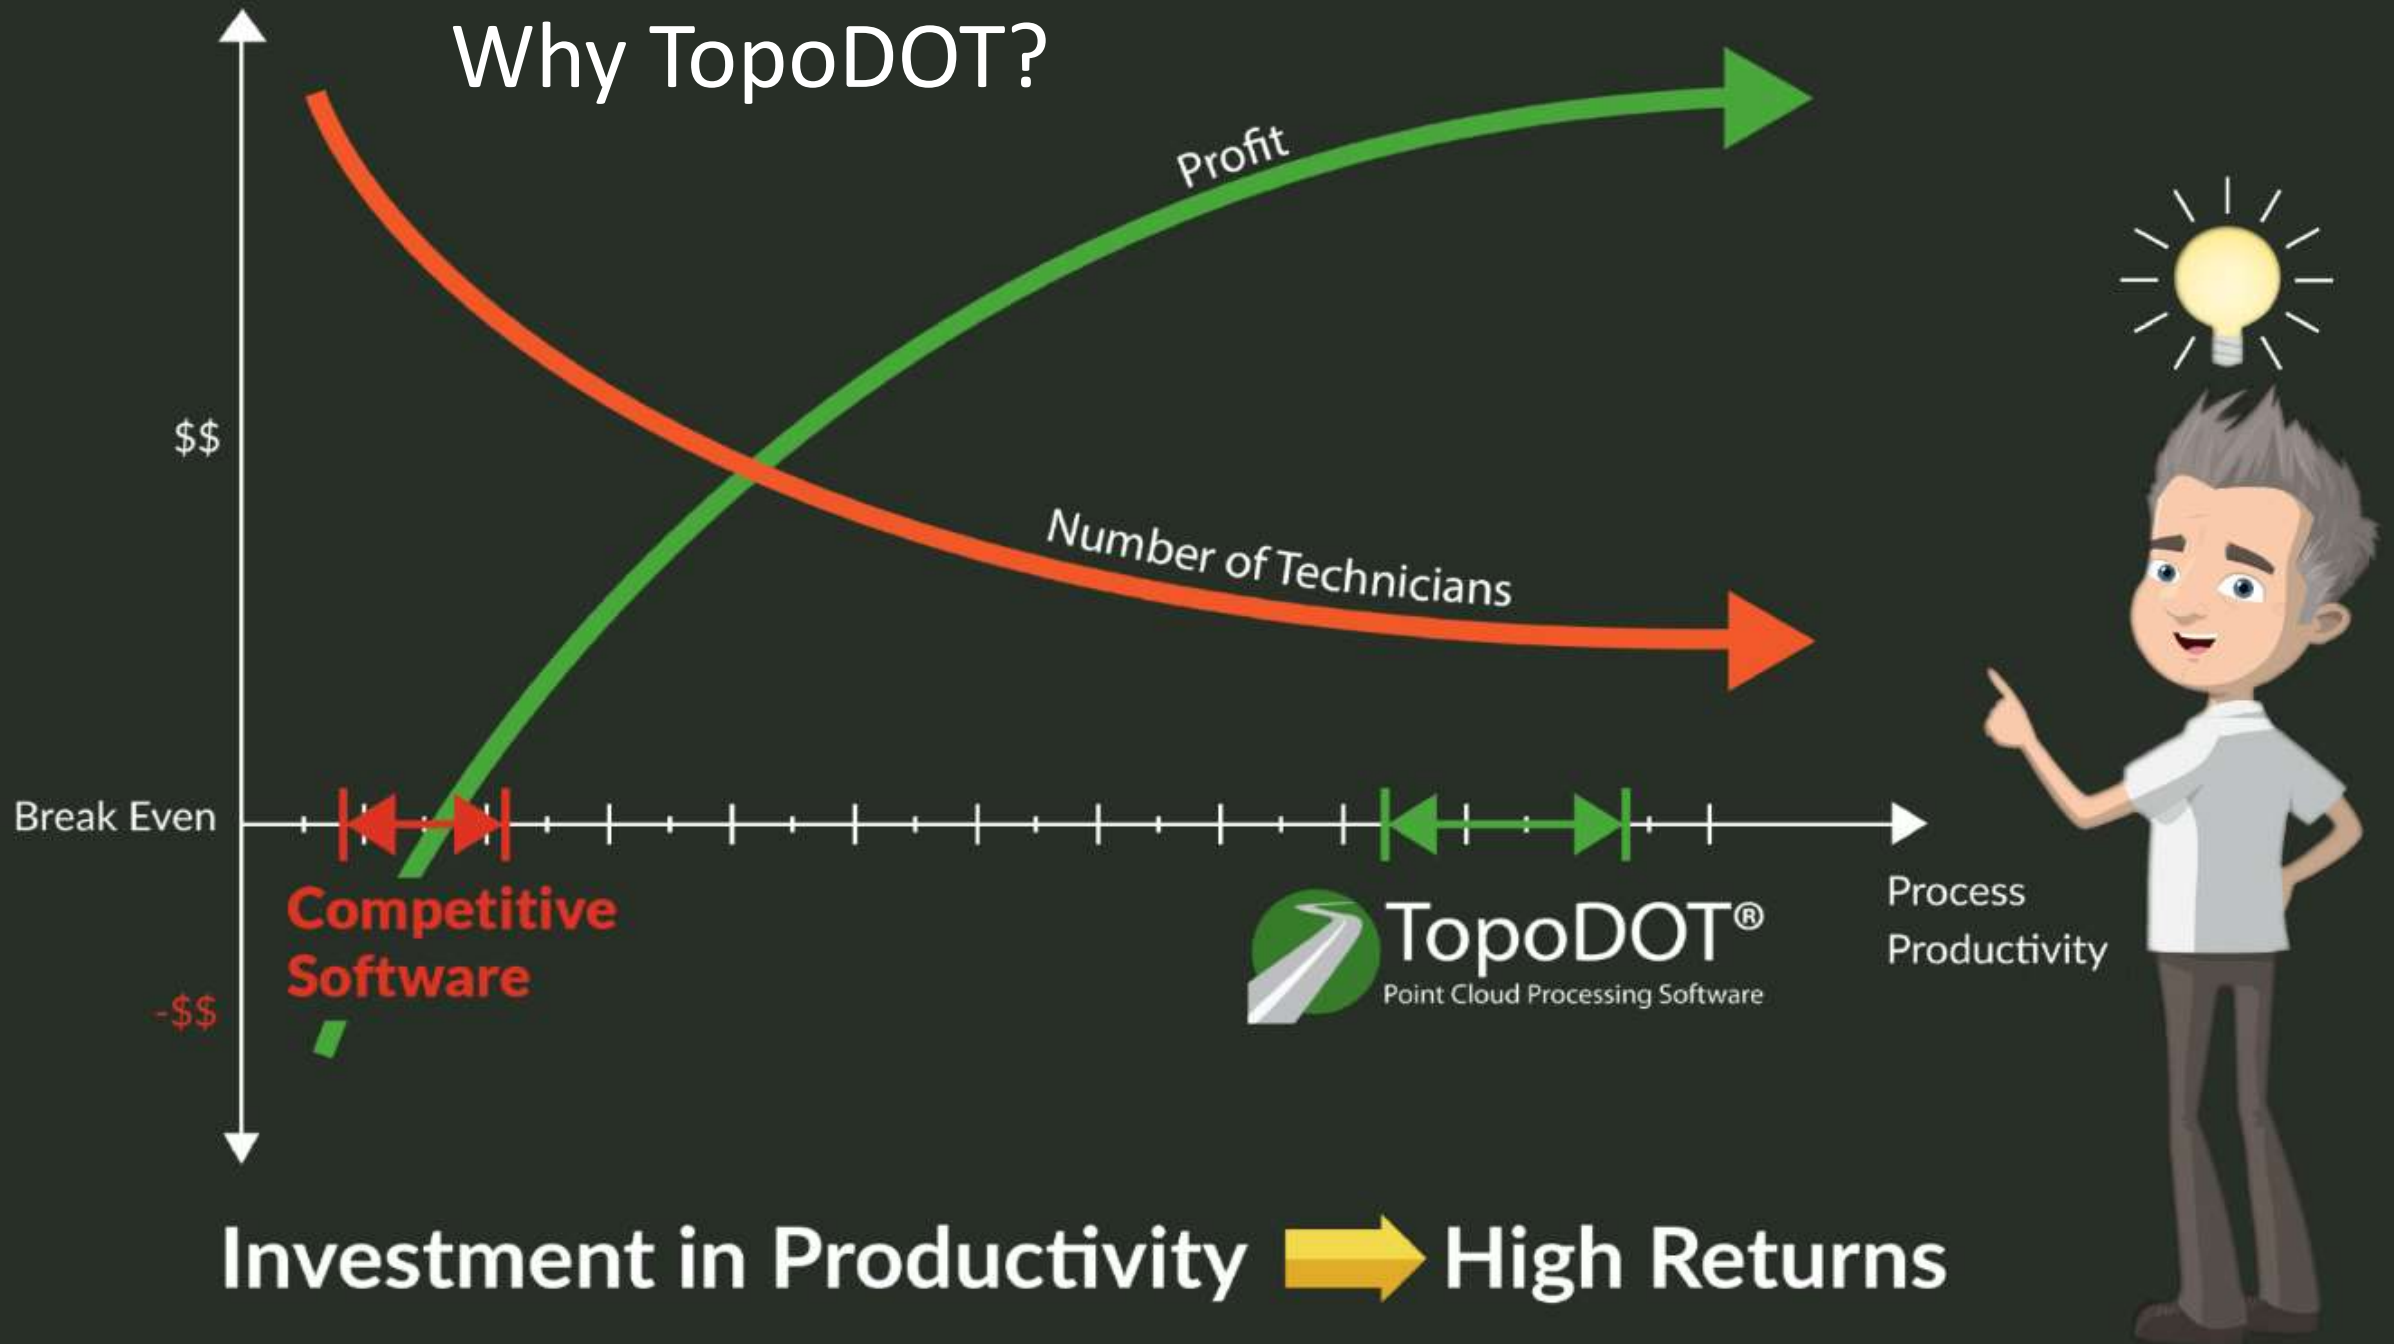 Why TopoDOT?
Profit
$$
Number of Technicians
Break Even
Competitive
Software
-$$
TopoDOT®
Point Cloud Processing Software
Process
Productivity
Investment in Productivity
High Returns